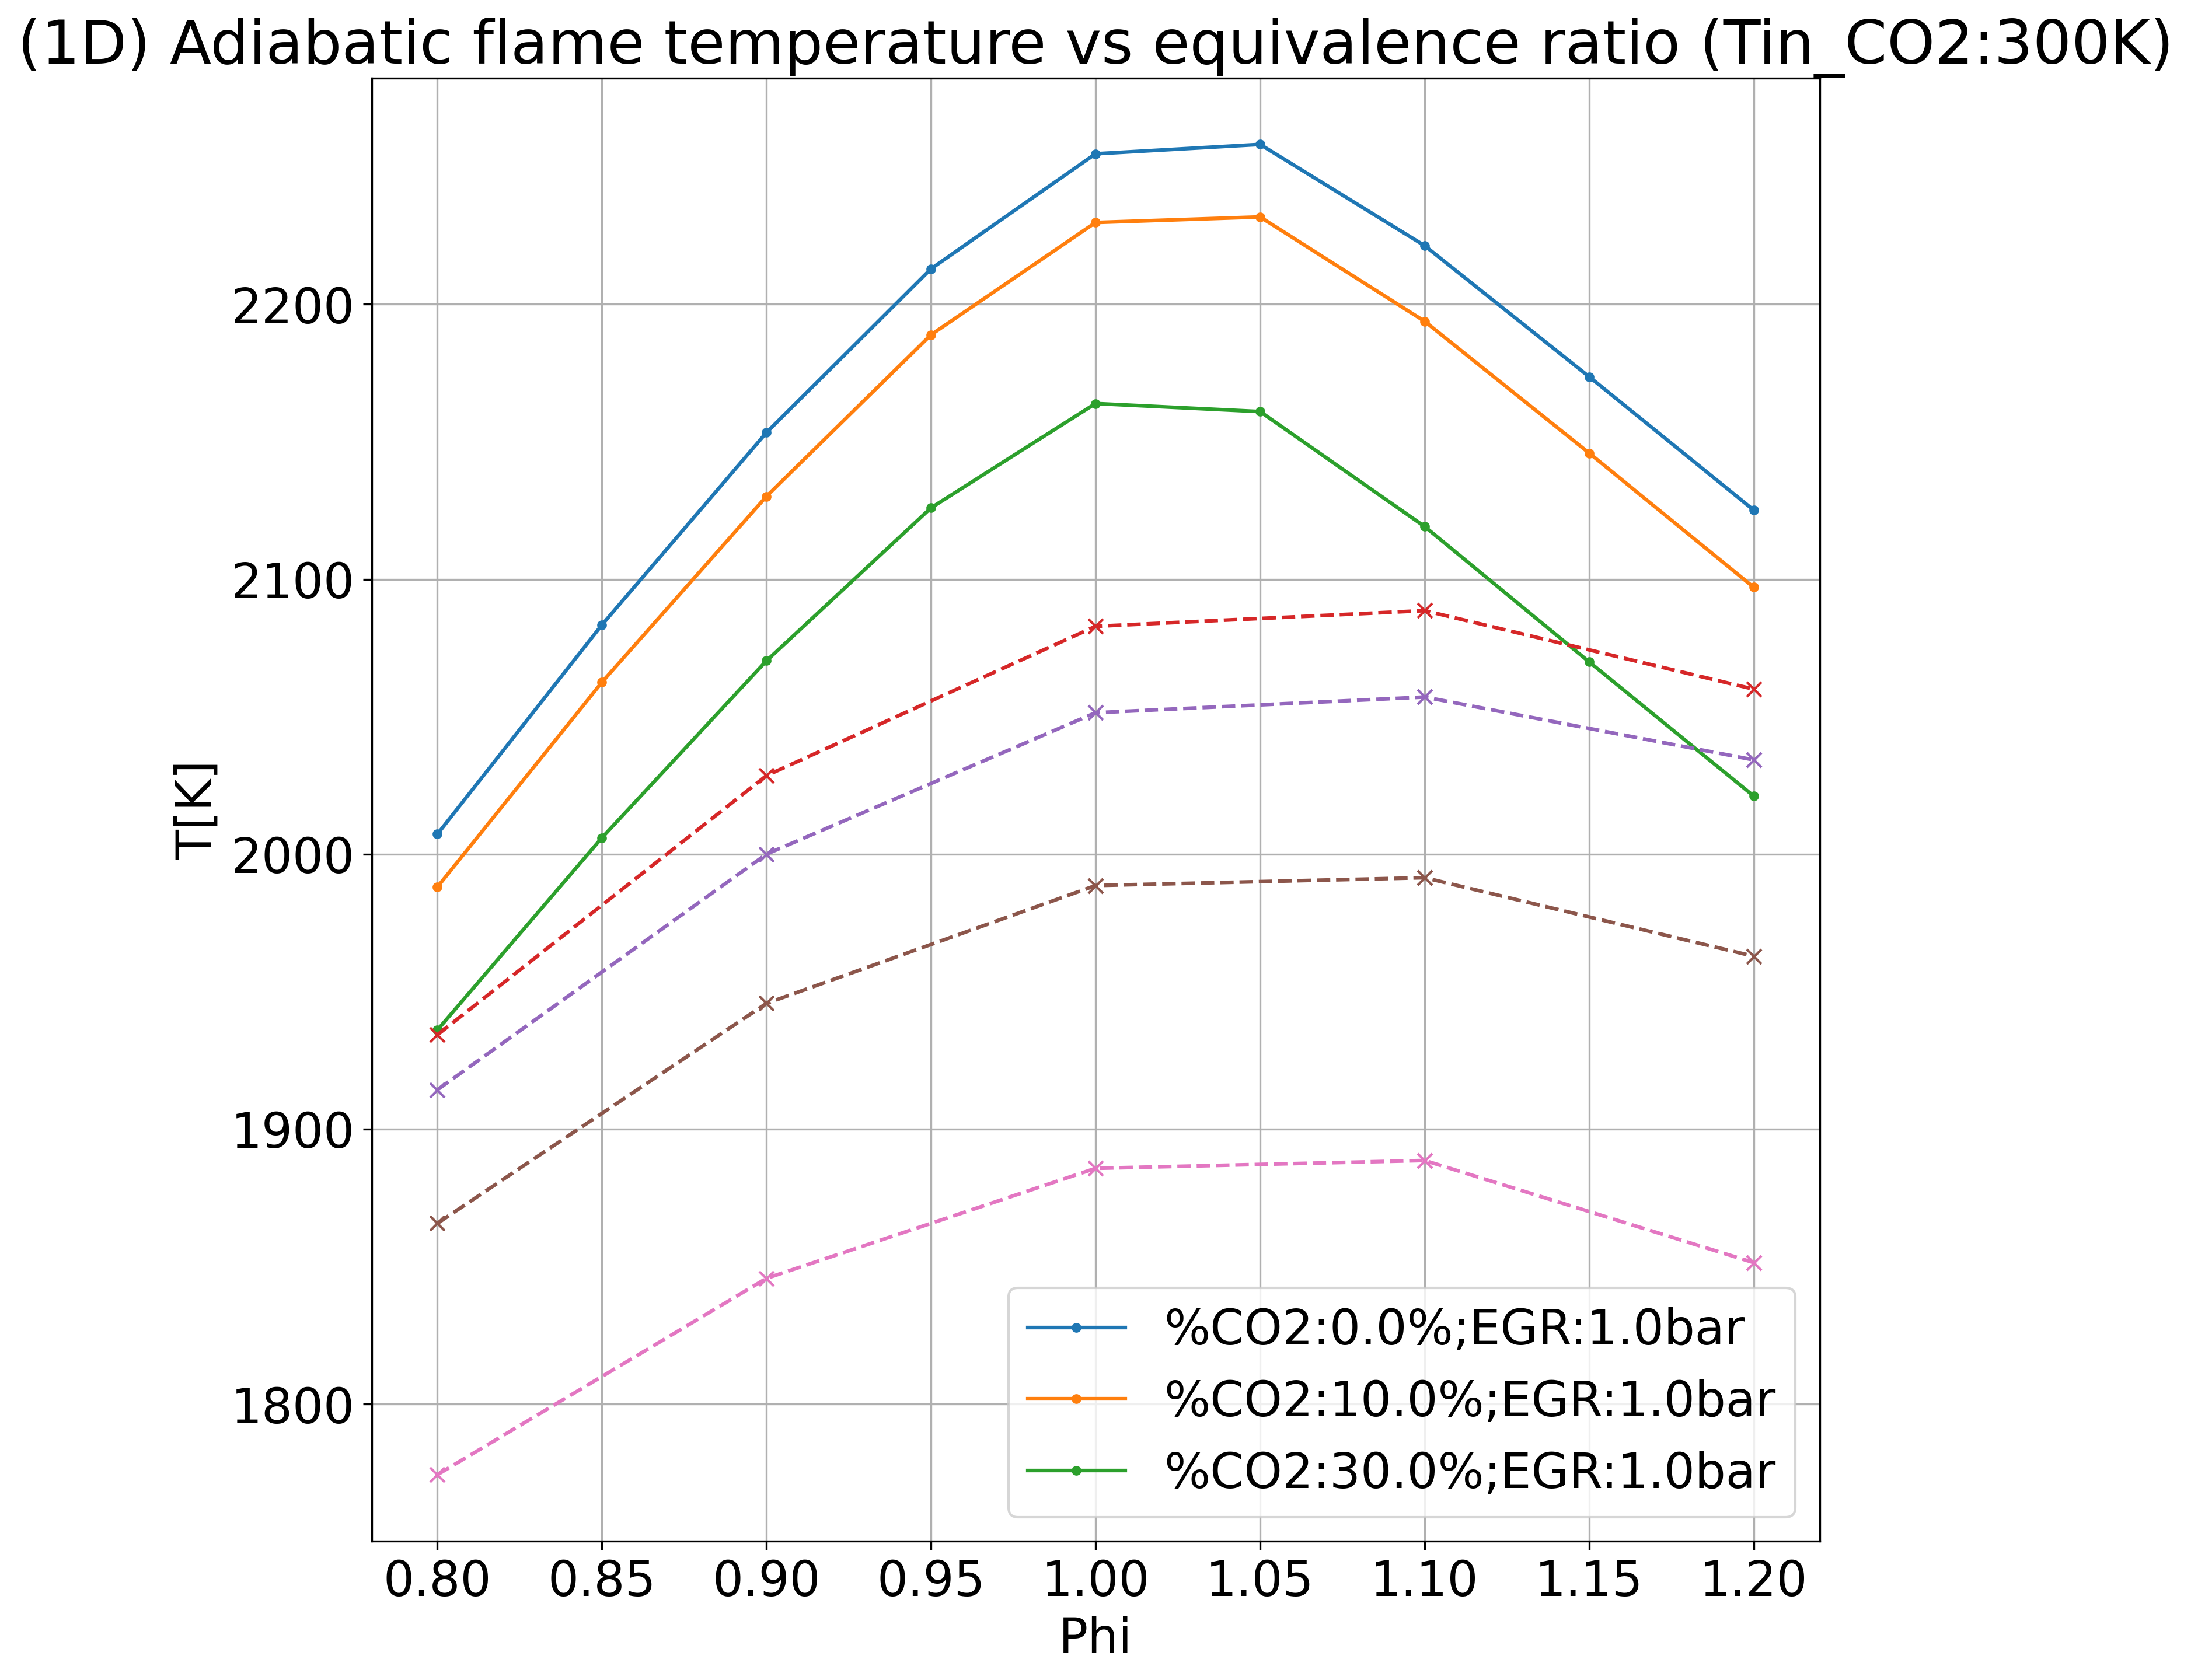 (1D) Adiabatic flame temperature vs equivalence ratio (Tin_CO2:300K)
T[K]
2200
2100
2000
1900
1800
%CO2:0.0%;EGR:1.0bar
%CO2:10.0%;EGR:1.0bar
%CO2:30.0%;EGR:1.0bar
0.80 0.85 0.90 0.95 1.00 1.05 1.10 1.15 1.20
Phi